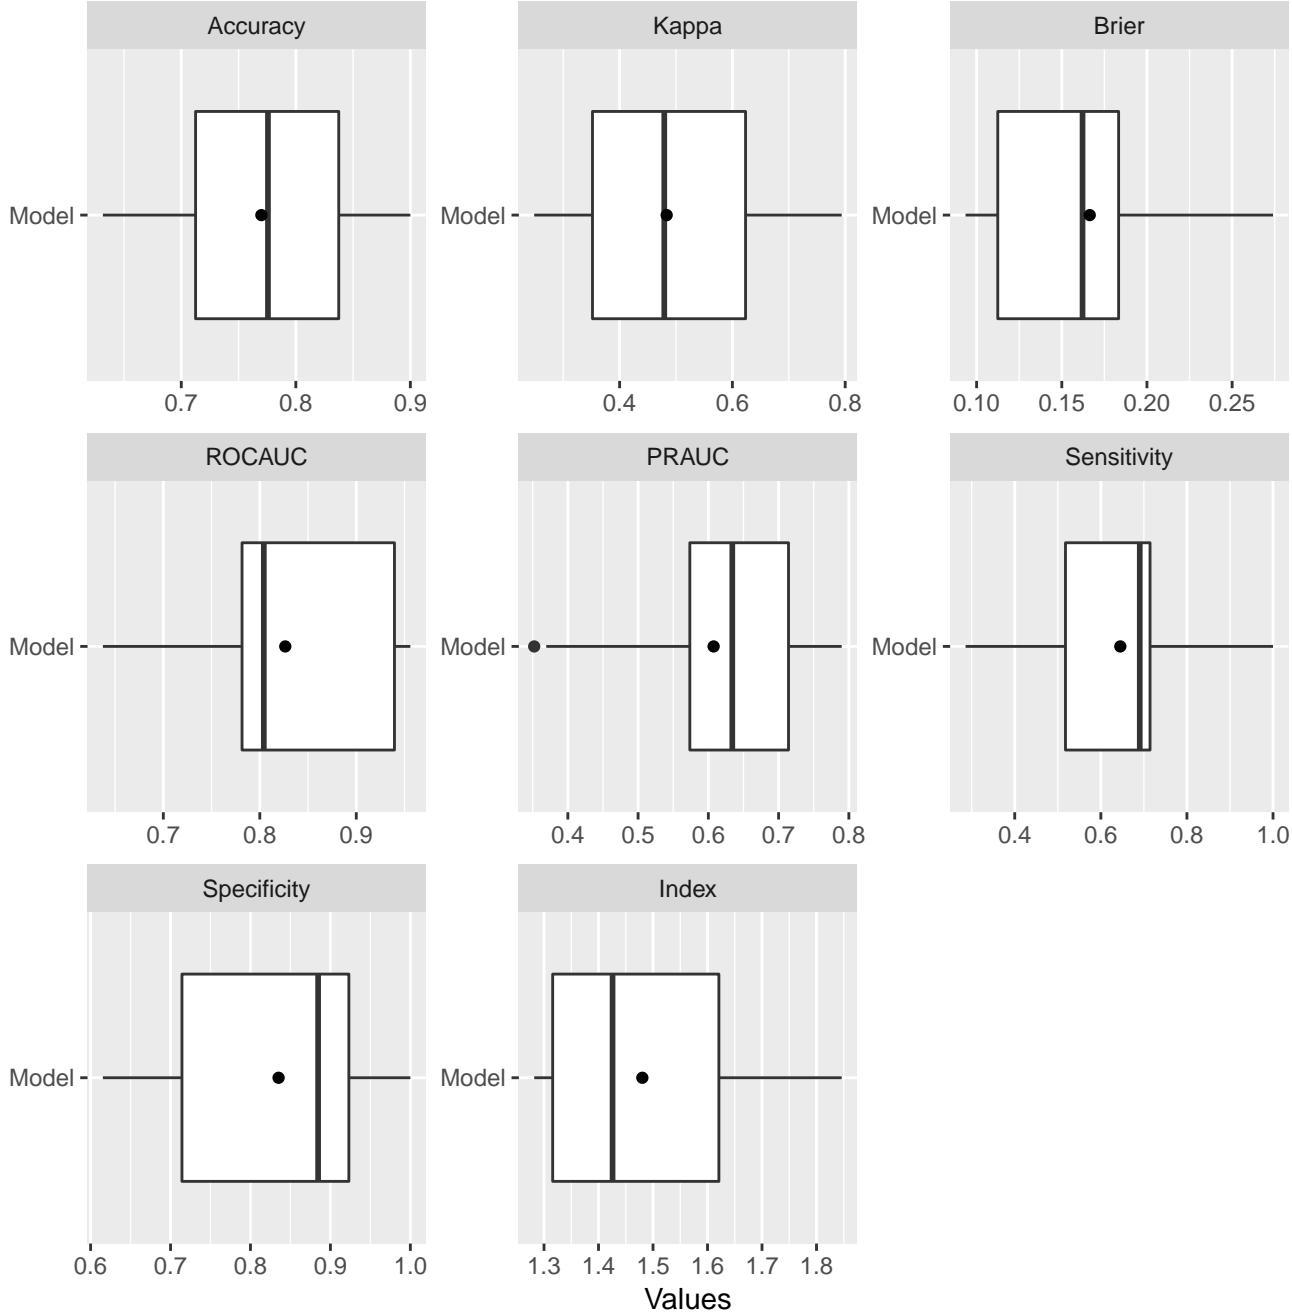 Accuracy Kappa Brier
Model Model Model
0.7 0.8 0.9 0.4 0.6 0.8 0.10 0.15 0.20 0.25
ROCAUC PRAUC Sensitivity
Model Model Model
0.7 0.8 0.9 0.4 0.5 0.6 0.7 0.8 0.4 0.6 0.8 1.0
Specificity Index
Model Model
0.6 0.7 0.8 0.9 1.0 1.3 1.4 1.5 1.6 1.7 1.8
Values